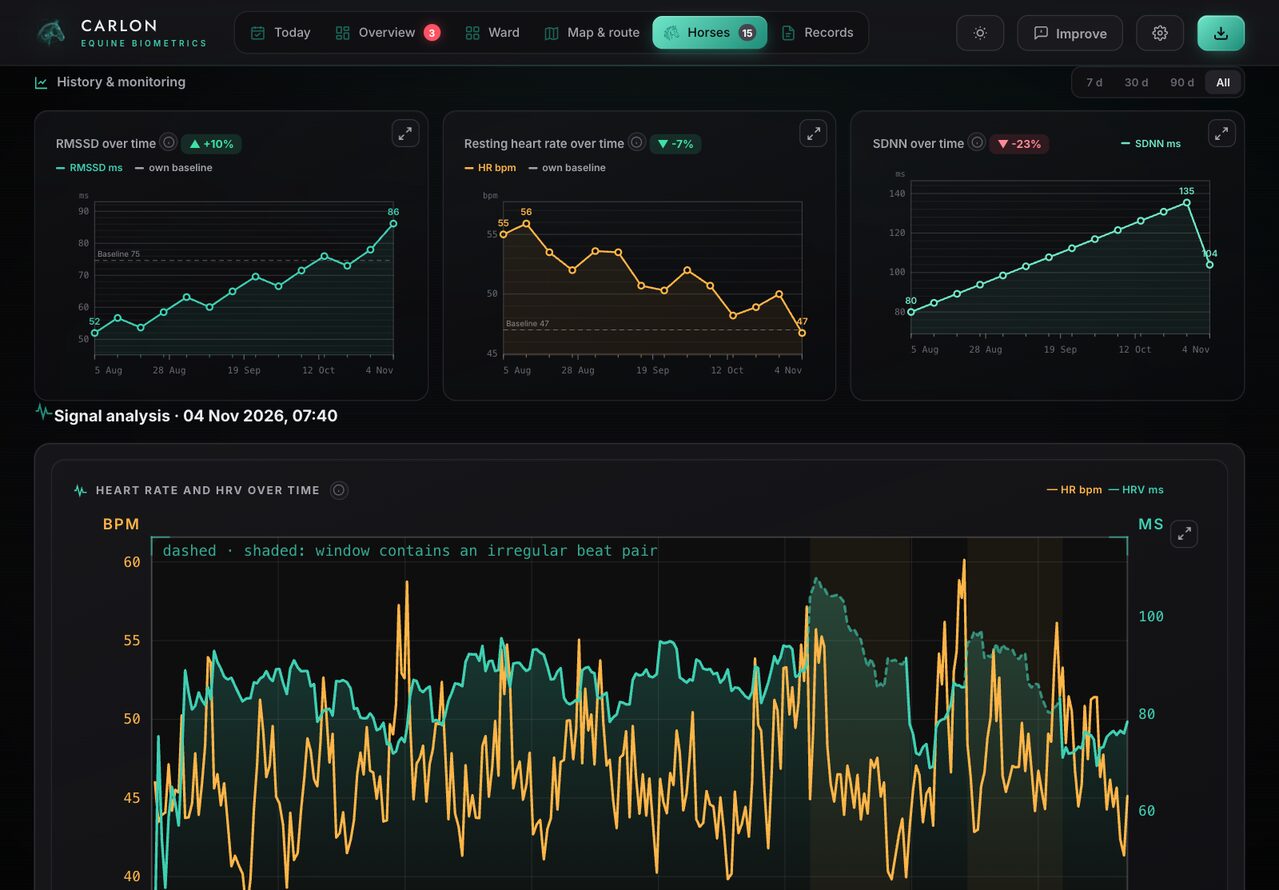 CARLON
EQUINE BIOMETRICS
Today
Overview 3
Ward
Map & route
Horses 15
Records
Improve
History & monitoring
7 d 30 d 90 d All
RMSSD over time ▲ +10%
RMSSD ms own baseline
ms
90
80
70
60
50
Baseline 75
52
86
5 Aug 28 Aug 19 Sep 12 Oct 4 Nov
Resting heart rate over time ▼ -7%
HR bpm own baseline
bpm
55
50
45
55
56
Baseline 47
47
5 Aug 28 Aug 19 Sep 12 Oct 4 Nov
SDNN over time ▼ -23%
SDNN ms
ms
140
120
100
80
80
135
104
5 Aug 28 Aug 19 Sep 12 Oct 4 Nov
Signal analysis · 04 Nov 2026, 07:40
HEART RATE AND HRV OVER TIME
HR bpm HRV ms
BPM
MS
dashed · shaded: window contains an irregular beat pair
60
55
50
45
40
100
80
60